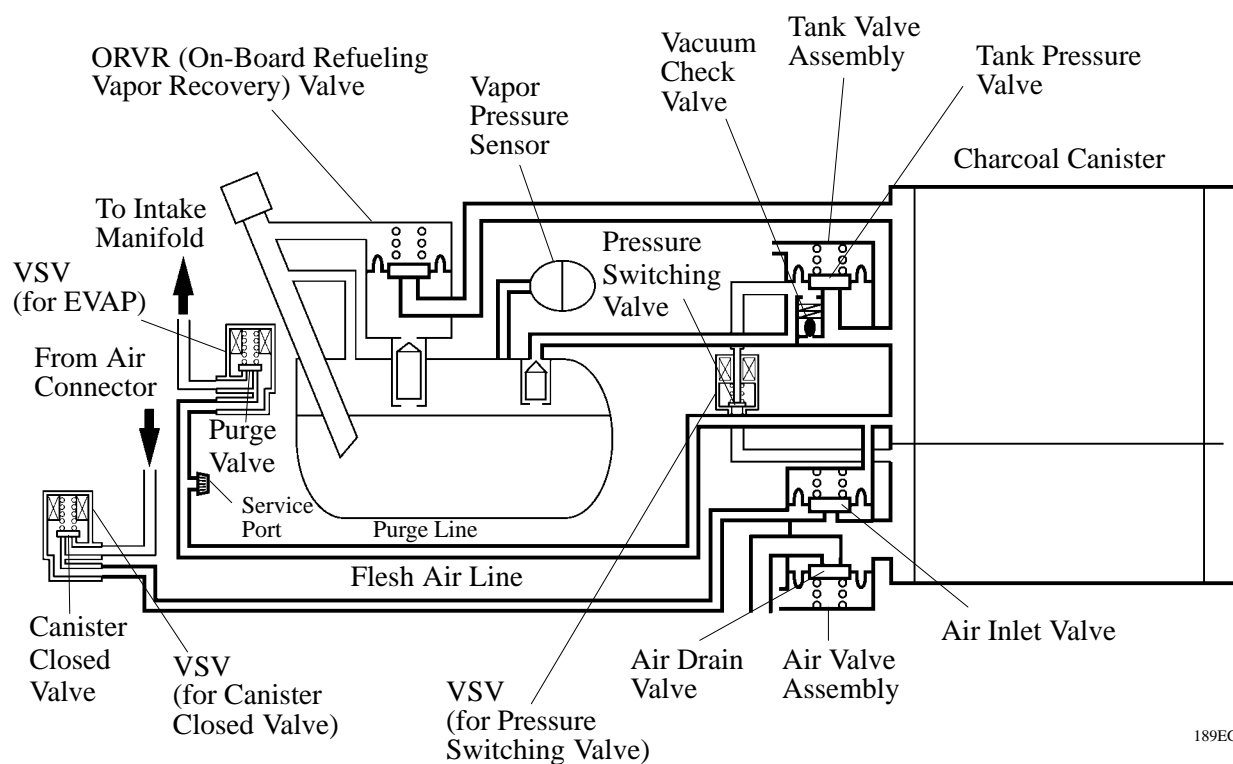 ORVR (On-Board Refueling
Vapor Recovery) Valve
Vapor
Pressure
Sensor
Vacuum
Check
Valve
Tank Valve
Assembly
Tank Pressure
Valve
Charcoal Canister
To Intake
Manifold
VSV
(for EVAP)
From Air
Connector
Pressure
Switching
Valve
Purge
Valve
Service
Port
Purge Line
Flesh Air Line
Canister
Closed
Valve
VSV
(for Canister
Closed Valve)
VSV
(for Pressure
Switching Valve)
Air Drain
Valve
Air Valve
Assembly
Air Inlet Valve
189EC